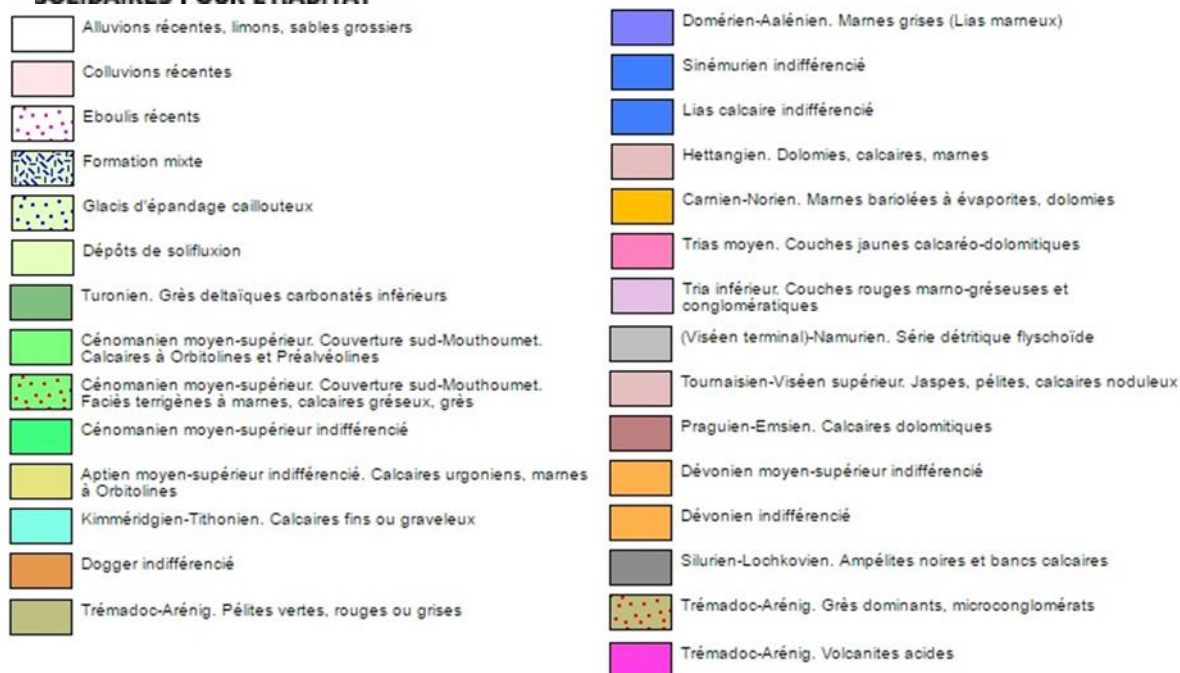 SOLIDAIRES POUR L'HABITAT
Alluvions récentes, limons, sables grossiers
Colluvions récentes
Eboulis récents
Formation mixte
Glacis d'épandage caillouteux
Dépôts de solifluxion
Turonien. Grès deltaïques carbonatés infèrieurs
Cénomanien moyen-supérieur. Couverture sud-Mouthoumet.
Calcaires à Orbitolines et Préalvéolines
Cénomanien moyen-supérieur. Couverture sud-Mouthoumet.
Faciès terrigènes à marnes, calcaires gréseux, grès
Cénomanien moyen-supérieur indifférencié
Aptien moyen-supérieur indifférencié. Calcaires urgoniens, marnes
à Orbitolines
Kimméridgien-Tithonien. Calcaires fins ou graveleux
Dogger indifférencié
Trémadoc-Arénig. Pélites vertes, rouges ou grises
Domérien-Aalénien. Marnes grises (Lias marneux)
Sinémurien indifférencié
Lias calcaire indifférencié
Hettangien. Dolomies, calcaires, marnes
Carnien-Norien. Marnes bariolées à évaporites, dolomies
Trias moyen. Couches jaunes calcaréo-dolomitiques
Tria inférieur. Couches rouges marno-gréseuses et
conglomératiques
(Viséen terminal)-Namurien. Série détritique flyschoïde
Tournaisien-Viséen supérieur. Jaspes, pélites, calcaires noduleux
Praguien-Emsien. Calcaires dolomitiques
Dévonien moyen-supérieur indifférencié
Dévonien indifférencié
Silurien-Lochkovien. Ampélites noires et bancs calcaires
Trémadoc-Arénig. Grès dominants, microconglomérats
Trémadoc-Arénig. Volcanites acides